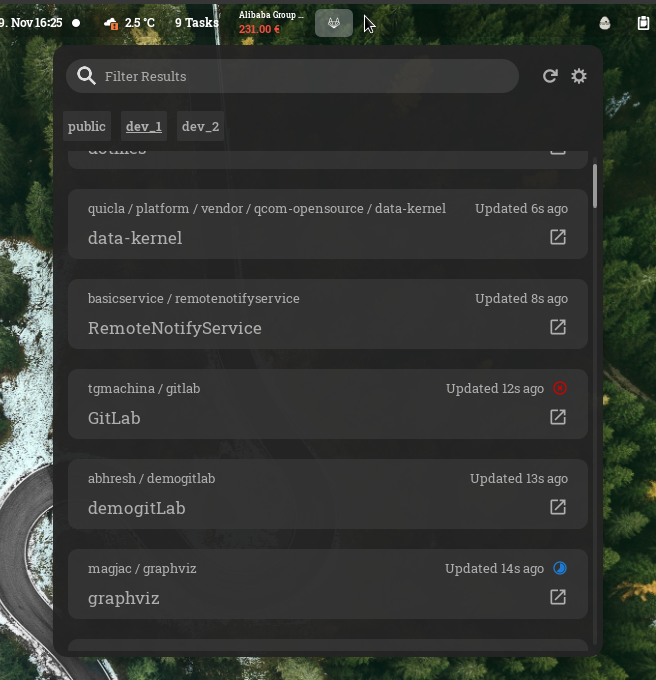 9. Nov 16:25
2.5 °C
9 Tasks
Alibaba Group ...
231.00 €
Filter Results
public
dev_1
dev_2
dotfiles
quicla / platform / vendor / qcom-opensource / data-kernel
Updated 6s ago
data-kernel
basicservice / remotenotifyservice
Updated 8s ago
RemoteNotifyService
tgmachina / gitlab
Updated 12s ago
GitLab
abhresh / demogitlab
Updated 13s ago
demogitLab
magjac / graphviz
Updated 14s ago
graphviz